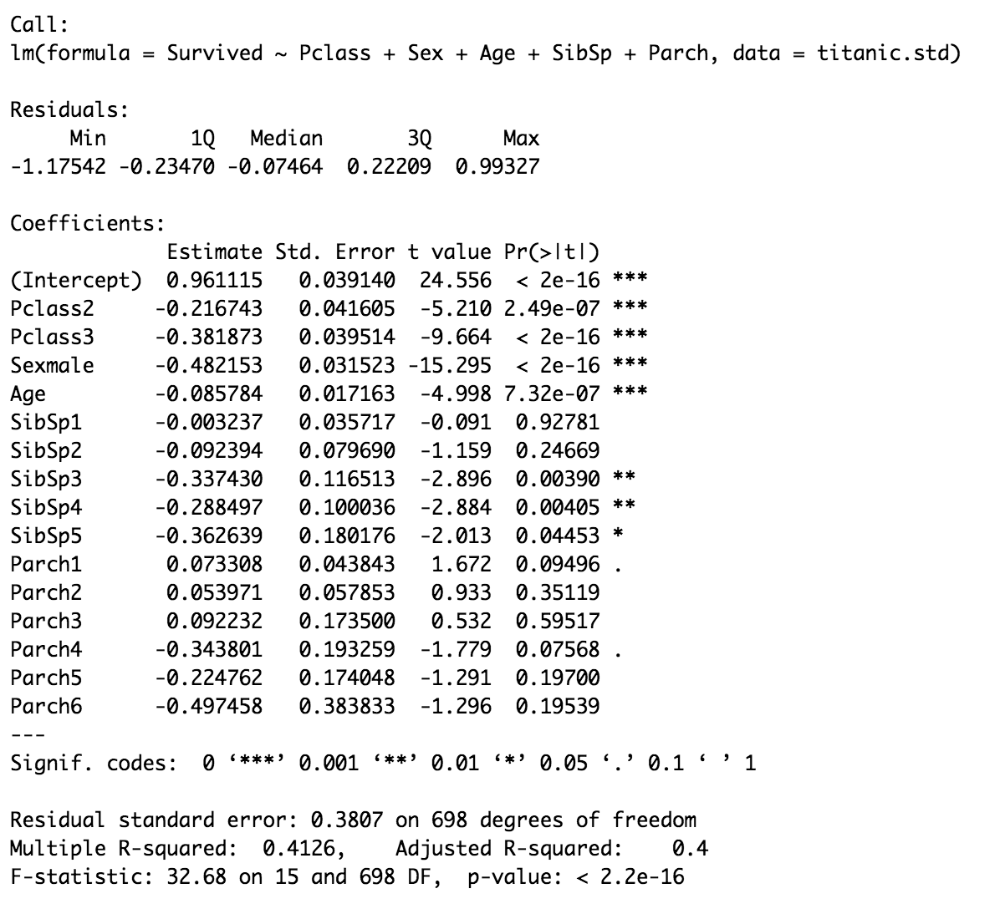 Call:
lm(formula = Survived ~ Pclass + Sex + Age + SibSp + Parch, data = titanic.std)
Residuals:
     Min       1Q   Median       3Q      Max
-1.17542 -0.23470 -0.07464  0.22209  0.99327
Coefficients:
             Estimate Std. Error t value Pr(>|t|)
(Intercept)  0.961115   0.039140  24.556  < 2e-16 ***
Pclass2     -0.216743   0.041605  -5.210 2.49e-07 ***
Pclass3     -0.381873   0.039514  -9.664  < 2e-16 ***
Sexmale     -0.482153   0.031523 -15.295  < 2e-16 ***
Age         -0.085784   0.017163  -4.998 7.32e-07 ***
SibSp1      -0.003237   0.035717  -0.091  0.92781
SibSp2      -0.092394   0.079690  -1.159  0.24669
SibSp3      -0.337430   0.116513  -2.896  0.00390 **
SibSp4      -0.288497   0.100036  -2.884  0.00405 **
SibSp5      -0.362639   0.180176  -2.013  0.04453 *
Parch1       0.073308   0.043843   1.672  0.09496 .
Parch2       0.053971   0.057853   0.933  0.35119
Parch3       0.092232   0.173500   0.532  0.59517
Parch4      -0.343801   0.193259  -1.779  0.07568 .
Parch5      -0.224762   0.174048  -1.291  0.19700
Parch6      -0.497458   0.383833  -1.296  0.19539
---
Signif. codes:  0 ‘***’ 0.001 ‘**’ 0.01 ‘*’ 0.05 ‘.’ 0.1 ‘ ’ 1
Residual standard error: 0.3807 on 698 degrees of freedom
Multiple R-squared:  0.4126,    Adjusted R-squared:    0.4
F-statistic: 32.68 on 15 and 698 DF,  p-value: < 2.2e-16